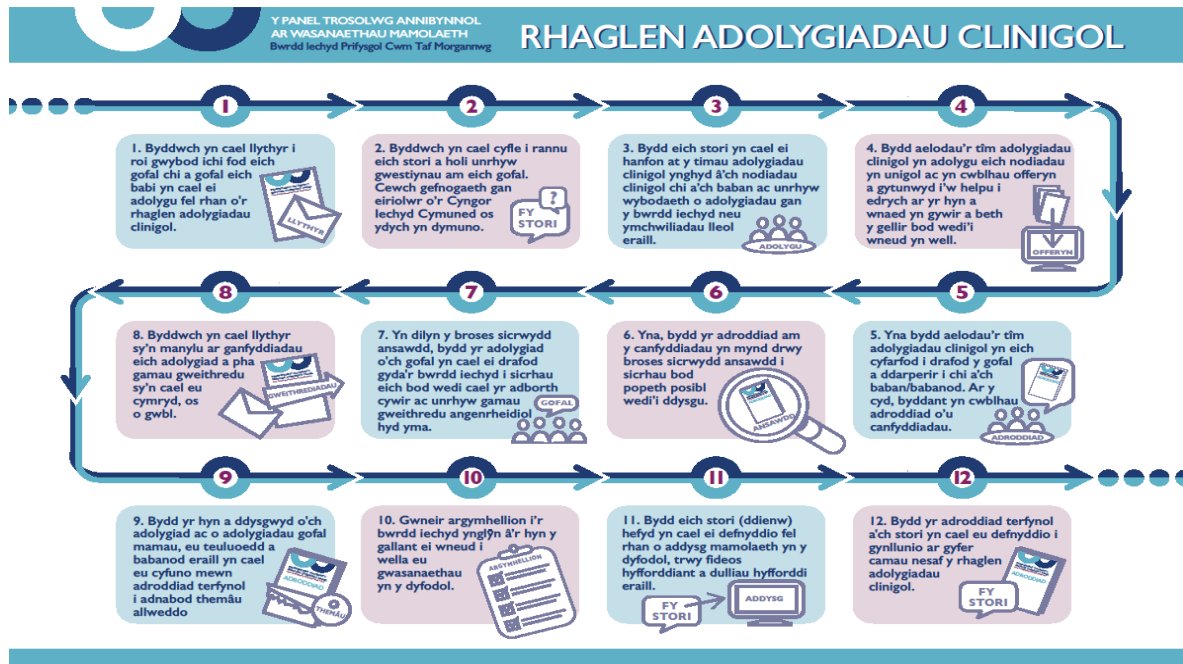 Y PANEL TROSOLWG ANNIBYNNOL
AR WASANAETHAU MAMOLAETH
Bwrdd Iechyd Prifysgol Cwm Taf Morgannwg
RHAGLEN ADOLYGIADAU CLINIGOL
1
2
3
4
1. Byddwch yn cael llythyr i
roi gwybod ichi fod eich
gofal chi a gofal eich
babi yn cael ei
adolygu fel rhan o'r
rhaglen adolygiadau
clinigol.
LLYTHYR
2. Byddwch yn cael cyfle i rannu
eich stori a holi unrhyw
gwestiynau am eich gofal.
Cewch gefnogaeth gan
eiriolwr o'r Cyngor
Iechyd Cymuned os
ydych yn dymuno.
?
FY
STORI
3. Bydd eich stori yn cael ei
hanfon at y timau adolygiadau
clinigol ynghyd â'ch nodiadau
clinigol chi a'ch baban ac unrhyw
wybodaeth o adolygiadau gan
y bwrdd iechyd neu
ymchwiliadau lleol
eraill.
ADOLYGU
4. Bydd aelodau'r tîm adolygiadau
clinigol yn adolygu eich nodiadau
yn unigol ac yn cwblhau offeryn
a gytunwyd i'w helpu i
edrych ar yr hyn a
wnaed yn gywir a beth
y gellir bod wedi'i
wneud yn well.
OFFERYN
8
7
6
5
8. Byddwch yn cael llythyr
sy'n manylu ar ganfyddiadau
eich adolygiad a pha
gamau gweithredu
sy'n cael eu
cymryd, os
o gwbl.
GWEITHREDIADAU
7. Yn dilyn y broses sicrwydd
ansawdd, bydd yr adolygiad
o'ch gofal yn cael ei drafod
gyda'r bwrdd iechyd i sicrhau
eich bod wedi cael yr adborth
cywir ac unrhyw gamau
gweithredu angenrheidiol
hyd yma.
GOFAL
6. Yna, bydd yr adroddiad am
y canfyddiadau yn mynd drwy
broses sicrwydd ansawdd i
sicrhau bod
popeth posibl
wedi'i ddysgu.
ANSAWDD
5. Yna bydd aelodau'r tîm
adolygiadau clinigol yn eich
cyfarfod i drafod y gofal
a ddarperir i chi a'ch
baban/babanod. Ar y
cyd, byddant yn cwblhau
adroddiad o'u
canfyddiadau.
ADRODDIAD
9
10
11
12
9. Bydd yr hyn a ddysgwyd o'ch
adolygiad ac o adolygiadau gofal
mamau, eu teuluoedd a
babanod eraill yn cael
eu cyfuno mewn
adroddiad terfynol
i adnabod themâu
allweddo
ADRODDIAD
THEMÂU
10. Gwneir argymhellion i'r
bwrdd iechyd ynglŷn â'r hyn y
gallant ei wneud i
wella eu
gwasanaethau
yn y dyfodol.
ARGYMHELLION
11. Bydd eich stori (ddienw)
hefyd yn cael ei defnyddio fel
rhan o addysg mamolaeth yn y
dyfodol, trwy fideos
hyfforddiant a dulliau hyfforddi
eraill.
FY
STORI
ADDYSG
12. Bydd yr adroddiad terfynol
a'ch stori yn cael eu defnyddio i
gynllunio ar gyfer
camau nesaf y rhaglen
adolygiadau
clinigol.
FY
STORI
ADRODDIAD